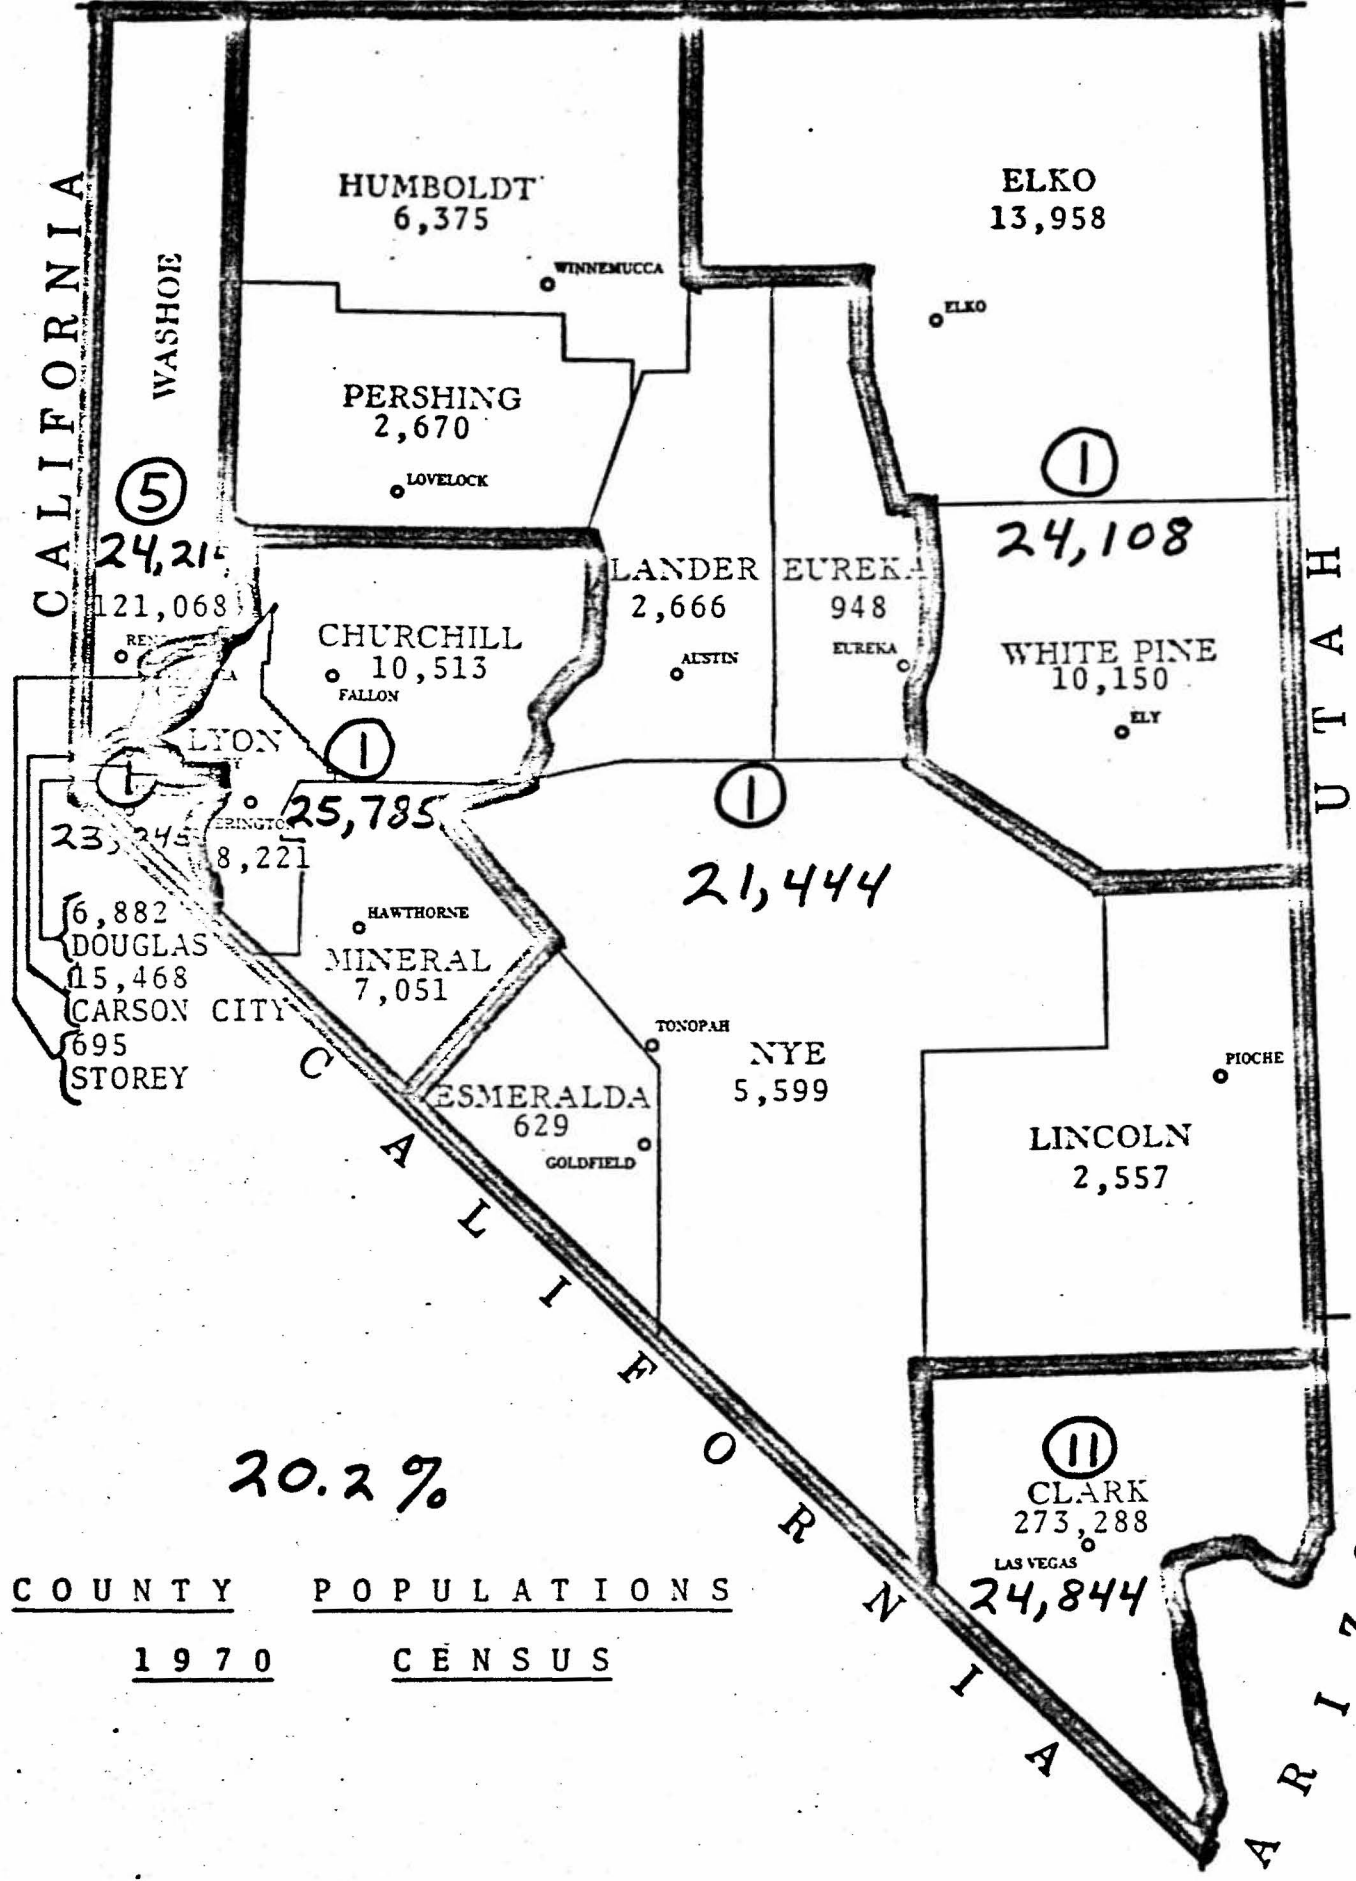 CALIFORNIA
WASHOE
HUMBOLDT
6,375
WINNEMUCCA
ELKO
13,958
ELKO
PERSHING
2,670
LOVELOCK
5
24,21
121,068
1
24,108
LANDER
2,666
AUSTIN
EUREKA
948
EUREKA
CHURCHILL
10,513
FALLON
WHITE PINE
10,150
ELY
UTAH
LYON
1
1
1
25,785
8,221
21,444
6,882
DOUGLAS
15,468
CARSON CITY
695
STOREY
HAWTHORNE
MINERAL
7,051
TONOPAH
NYE
5,599
ESMERALDA
629
GOLDFIELD
PIOCHE
LINCOLN
2,557
CALIFORNIA
11
CLARK
273,288
LAS VEGAS
24,844
20.2%
COUNTY POPULATIONS
1970 CENSUS